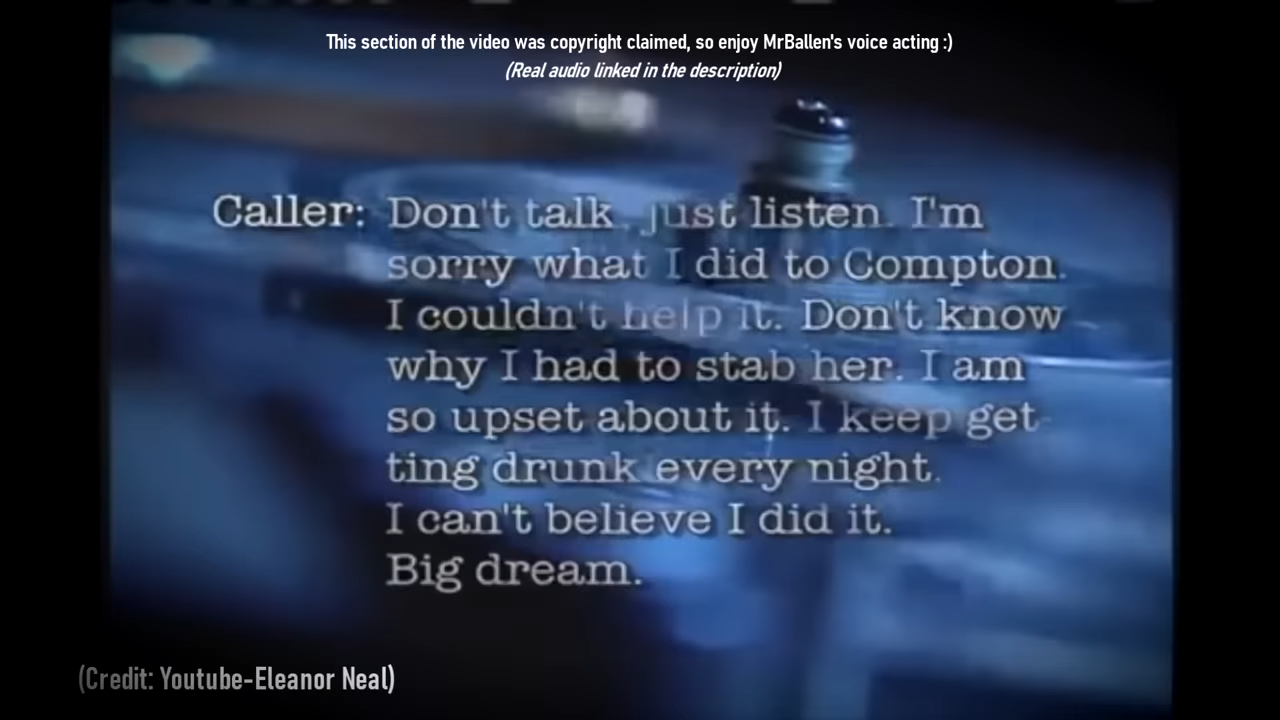 This section of the video was copyright claimed, so enjoy MrBallen's voice acting :)
(Real audio linked in the description)
Caller: Don't talk, just listen. I'm
sorry what I did to Compton.
I couldn't help it. Don't know
why I had to stab her. I am
so upset about it. I keep get-
ting drunk every night.
I can't believe I did it.
Big dream.
(Credit: Youtube-Eleanor Neal)